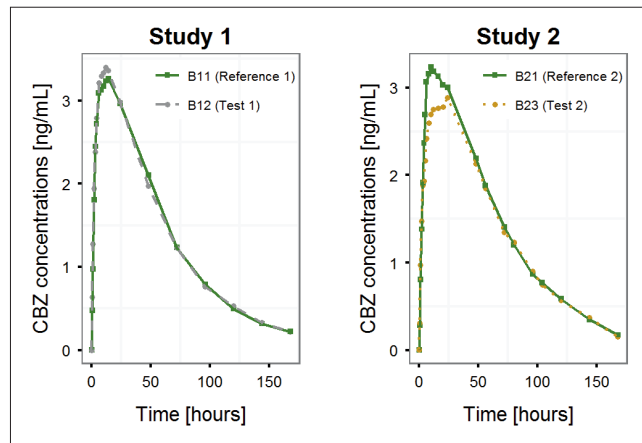 Study 1
CBZ concentrations [ng/mL]
3
2
1
0
B11 (Reference 1)
B12 (Test 1)
0 50 100 150
Time [hours]
Study 2
CBZ concentrations [ng/mL]
3
2
1
0
B21 (Reference 2)
B23 (Test 2)
0 50 100 150
Time [hours]